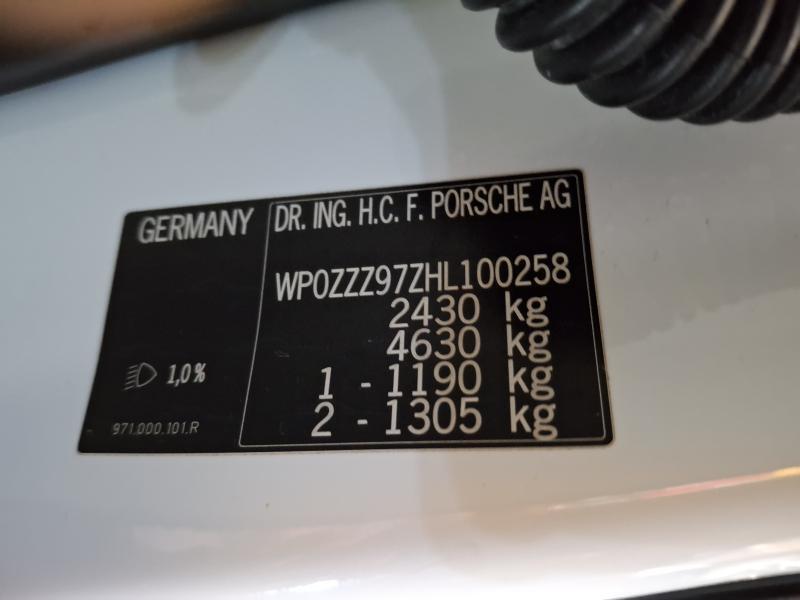 GERMANY
1,0%
971.000.101.R
DR. ING. H.C. F. PORSCHE AG
WP0ZZZ97ZHL100258
2430 kg
4630 kg
1 - 1190 kg
2 - 1305 kg